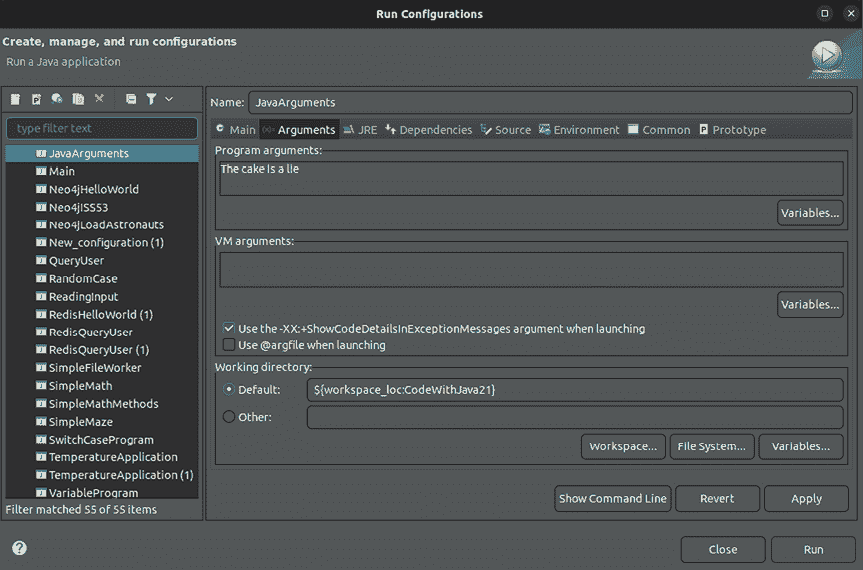 Run Configurations
Create, manage, and run configurations
Run a Java application
Name: JavaArguments
type filter text
Main Arguments JRE Dependencies Source Environment Common Prototype
JavaArguments
Main
Neo4jHelloWorld
Neo4jISSS3
Neo4jLoadAstronauts
New_configuration (1)
QueryUser
RandomCase
ReadingInput
RedisHelloWorld (1)
RedisQueryUser
RedisQueryUser (1)
SimpleFileWorker
SimpleMath
SimpleMathMethods
SimpleMaze
SwitchCaseProgram
TemperatureApplication
TemperatureApplication (1)
VariableProgram
Filter matched 55 of 55 items
Program arguments:
The cake is a lie
Variables...
VM arguments:
Variables...
Use the -XX:+ShowCodeDetailsInExceptionMessages argument when launching
Use @argfile when launching
Working directory:
Default: ${workspace_loc:CodeWithJava21}
Other:
Workspace... File System... Variables...
Show Command Line Revert Apply
Close Run